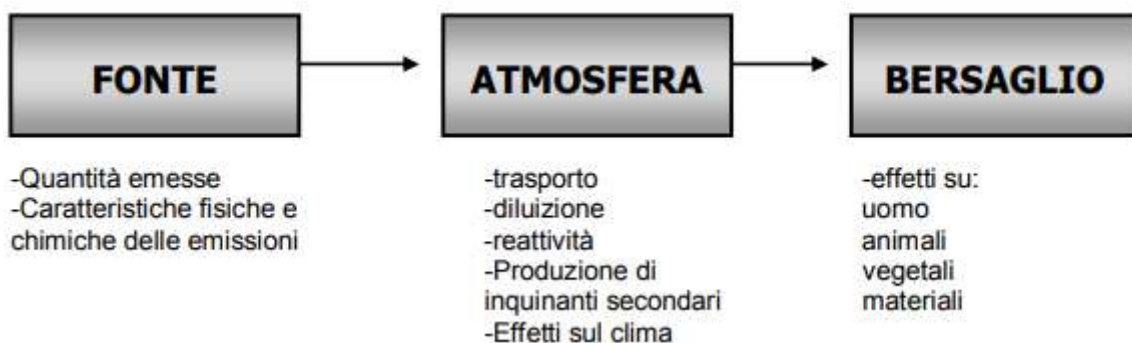 FONTE
ATMOSFERA
BERSAGLIO
-Quantità emesse
-Caratteristiche fisiche e
chimiche delle emissioni
-trasporto
-diluizione
-reattività
-Produzione di
inquinanti secondari
-Effetti sul clima
-effetti su:
uomo
animali
vegetali
materiali